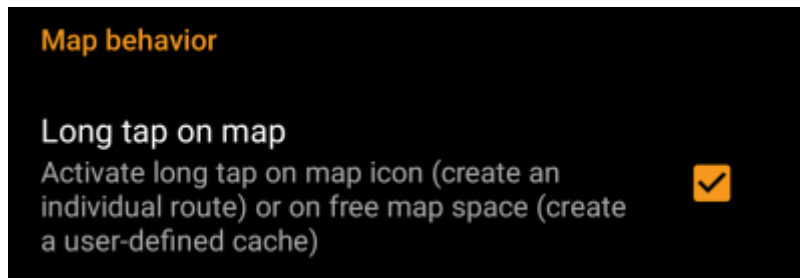 Map behavior
Long tap on map
Activate long tap on map icon (create an
individual route) or on free map space (create
a user-defined cache)